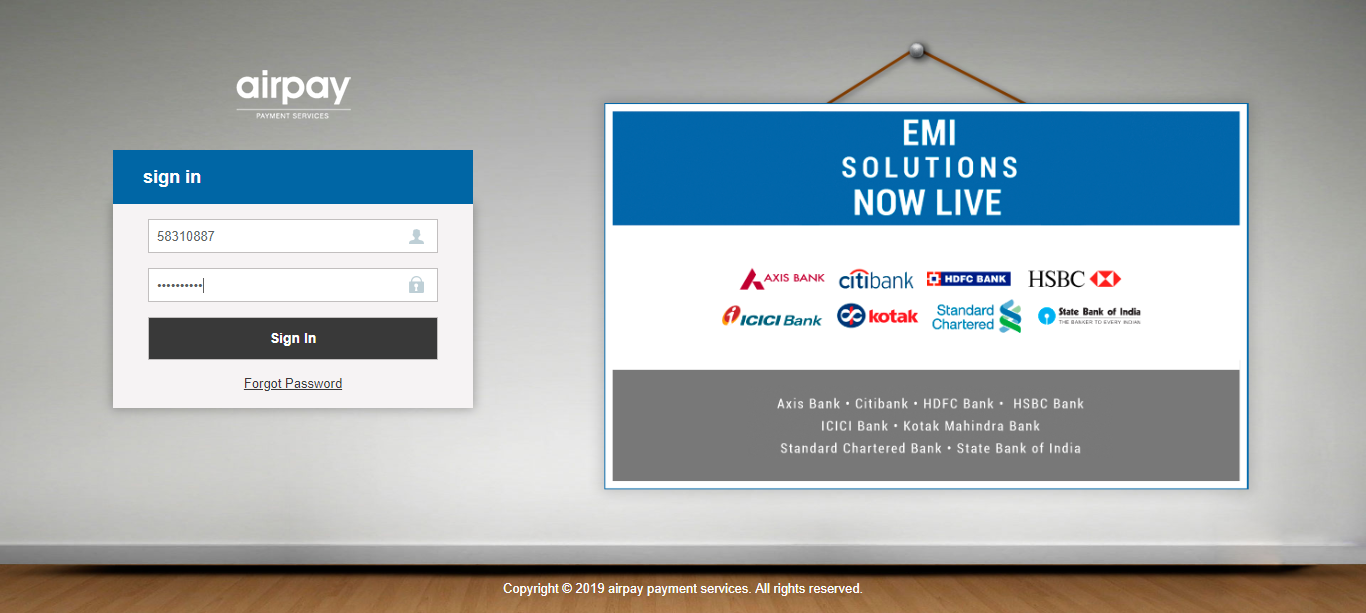 airpay
PAYMENT SERVICES
sign in
58310887
••••••••••
Sign In
Forgot Password
EMI
SOLUTIONS
NOW LIVE
AXIS BANK citibank HDFC BANK HSBC
ICICI Bank kotak Standard Chartered State Bank of India
THE BANKER TO EVERY INDIAN
Axis Bank • Citibank • HDFC Bank • HSBC Bank
ICICI Bank • Kotak Mahindra Bank
Standard Chartered Bank • State Bank of India
Copyright © 2019 airpay payment services. All rights reserved.